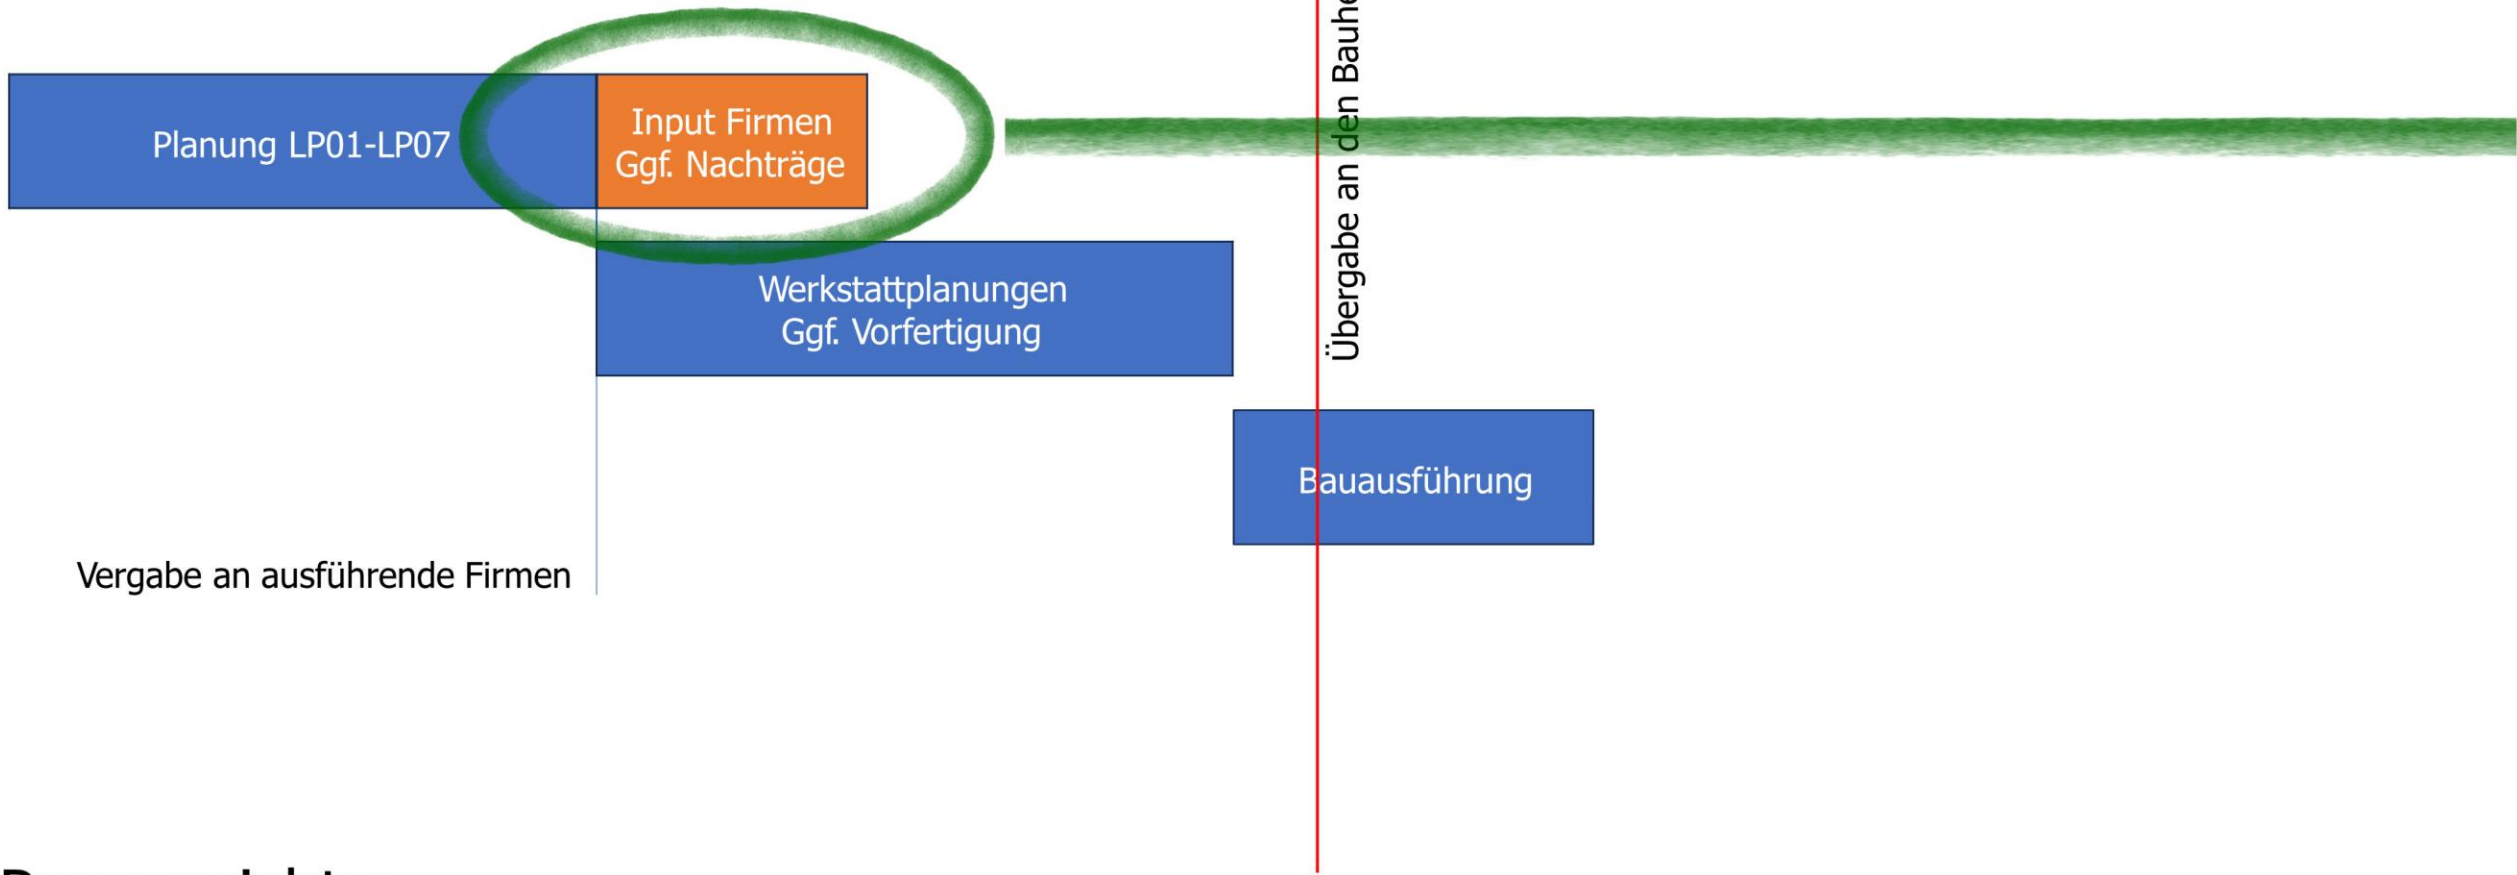 Planung LP01-LP07
Input Firmen
Ggf. Nachträge
Übergabe an den
Werkstattplanungen
Ggf. Vorfertigung
Bauausführung
Vergabe an ausführende Firmen